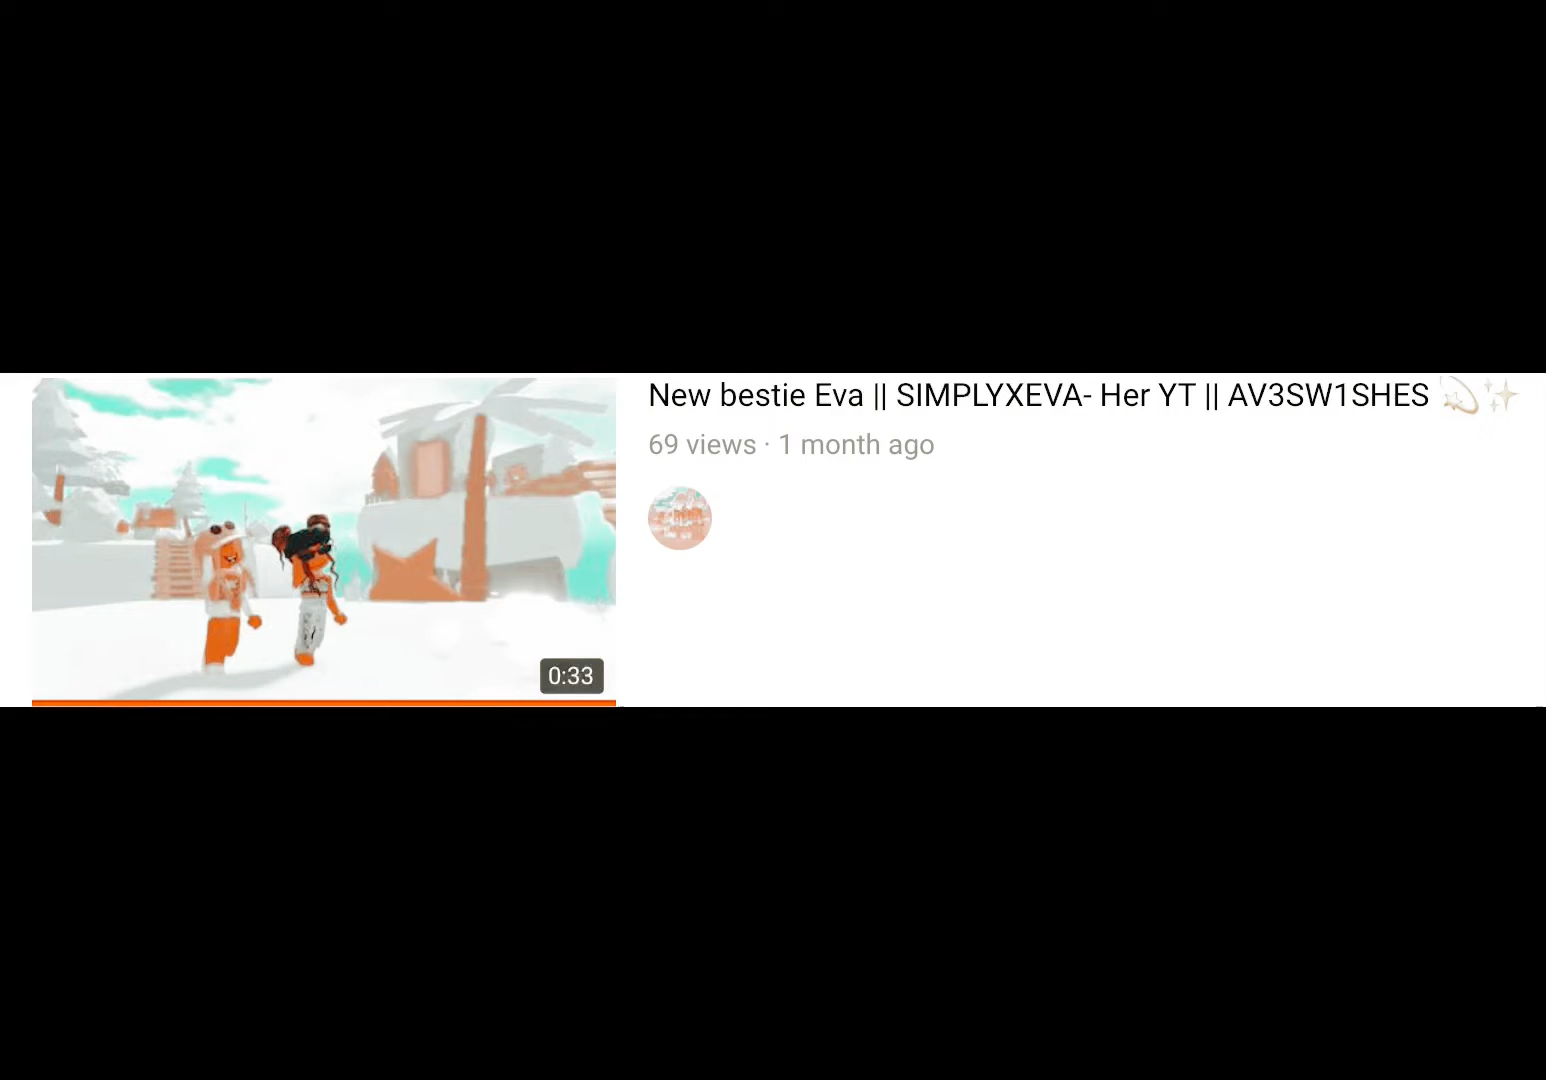 New bestie Eva || SIMPLYXEVA- Her YT || AV3SW1SHES 💫✨
69 views · 1 month ago
0:33